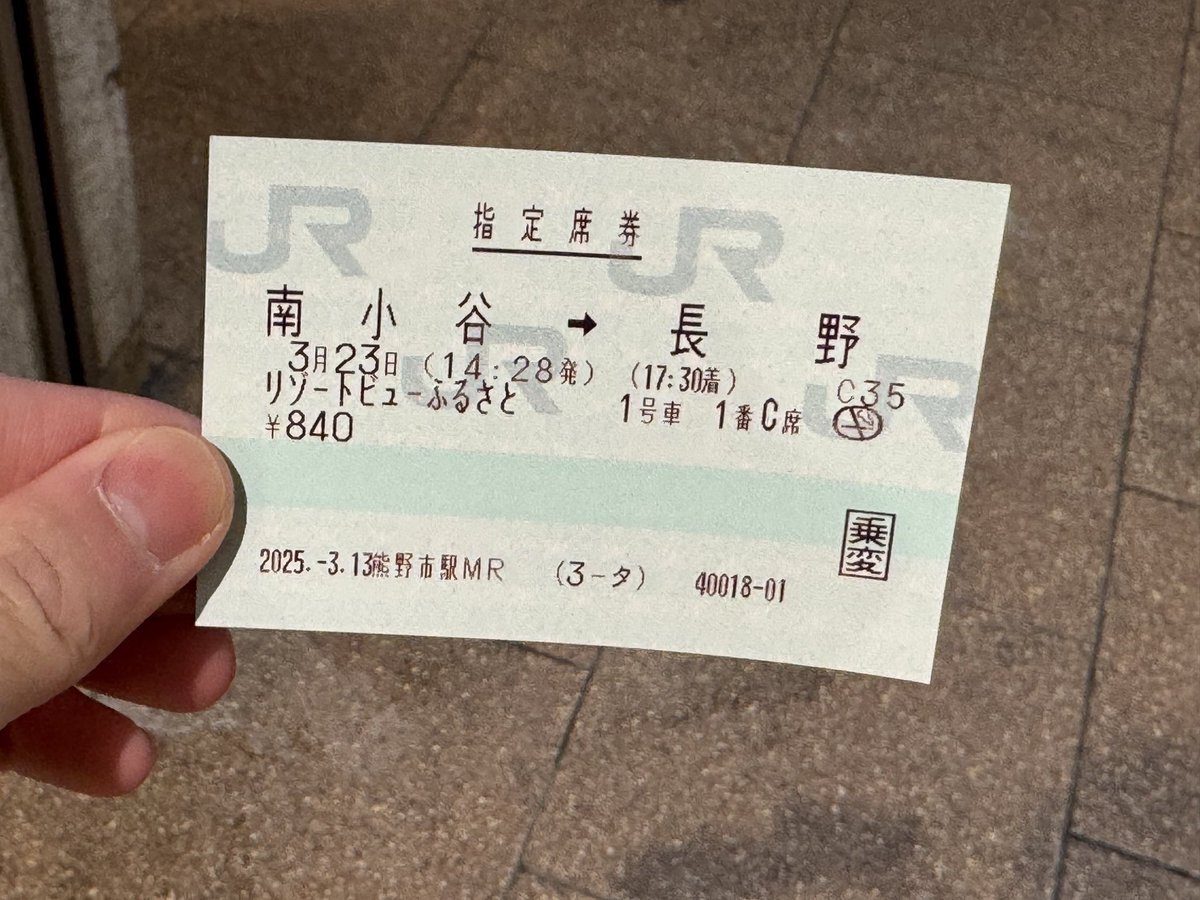 指定席券
南小谷 ➡ 長野
3月23日 (14:28発) (17:30着) C35
リゾートビューふるさと 1号車 1番C席
¥840
乗変
2025.-3.13熊野市駅MR (3-タ) 40018-01
JR
JR
JR
JR